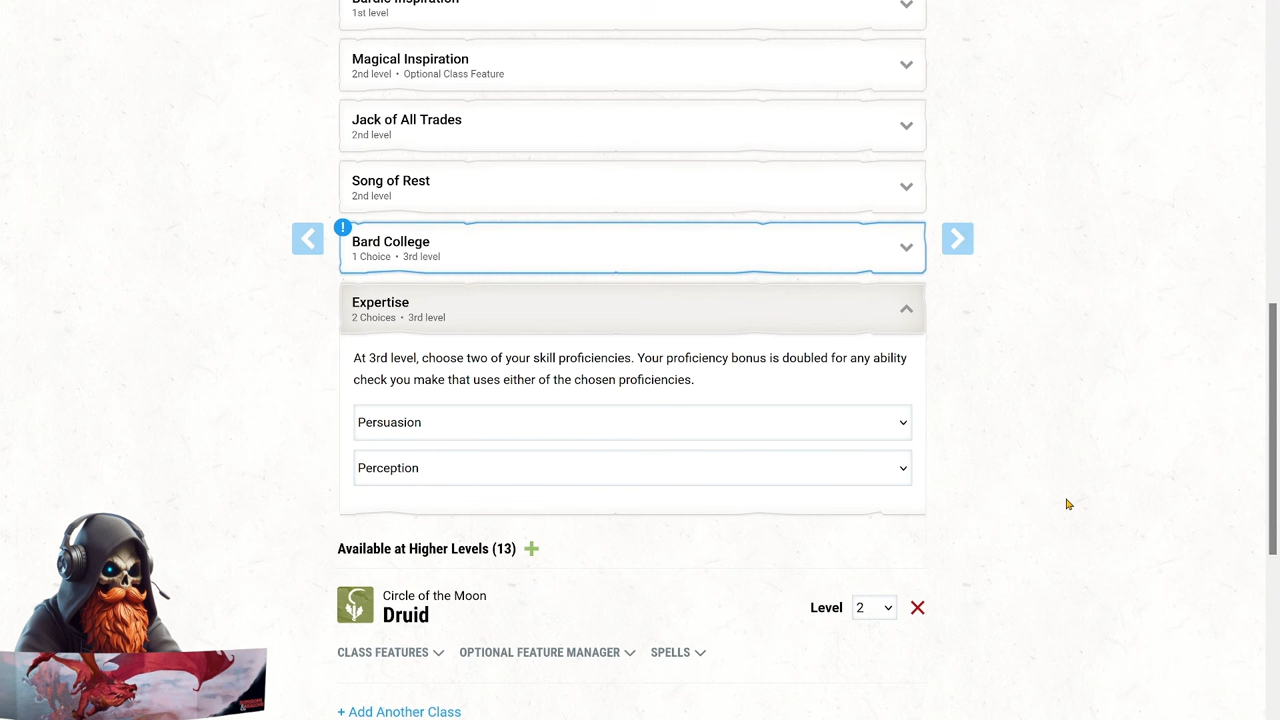 Bardic Inspiration
1st level
Magical Inspiration
2nd level • Optional Class Feature
Jack of All Trades
2nd level
Song of Rest
2nd level
!
Bard College
1 Choice • 3rd level
Expertise
2 Choices • 3rd level
At 3rd level, choose two of your skill proficiencies. Your proficiency bonus is doubled for any ability
check you make that uses either of the chosen proficiencies.
Persuasion
Perception
Available at Higher Levels (13)
Circle of the Moon
Druid
Level 2
CLASS FEATURES OPTIONAL FEATURE MANAGER SPELLS
+ Add Another Class